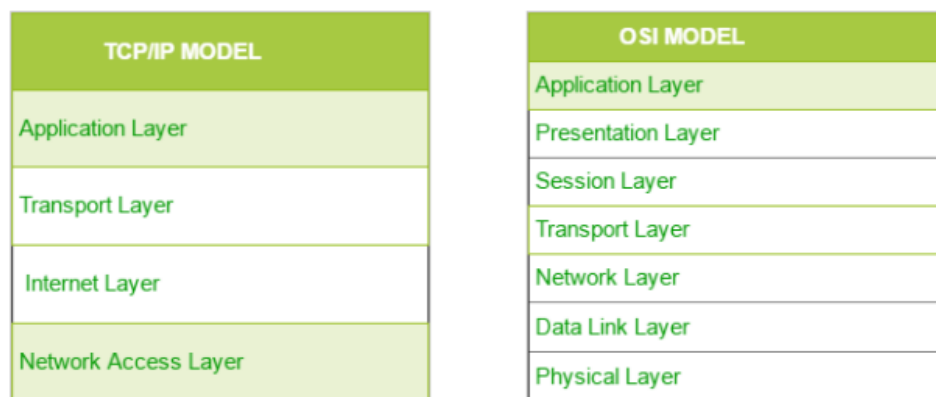 TCP/IP MODEL
Application Layer
Transport Layer
Internet Layer
Network Access Layer
OSI MODEL
Application Layer
Presentation Layer
Session Layer
Transport Layer
Network Layer
Data Link Layer
Physical Layer